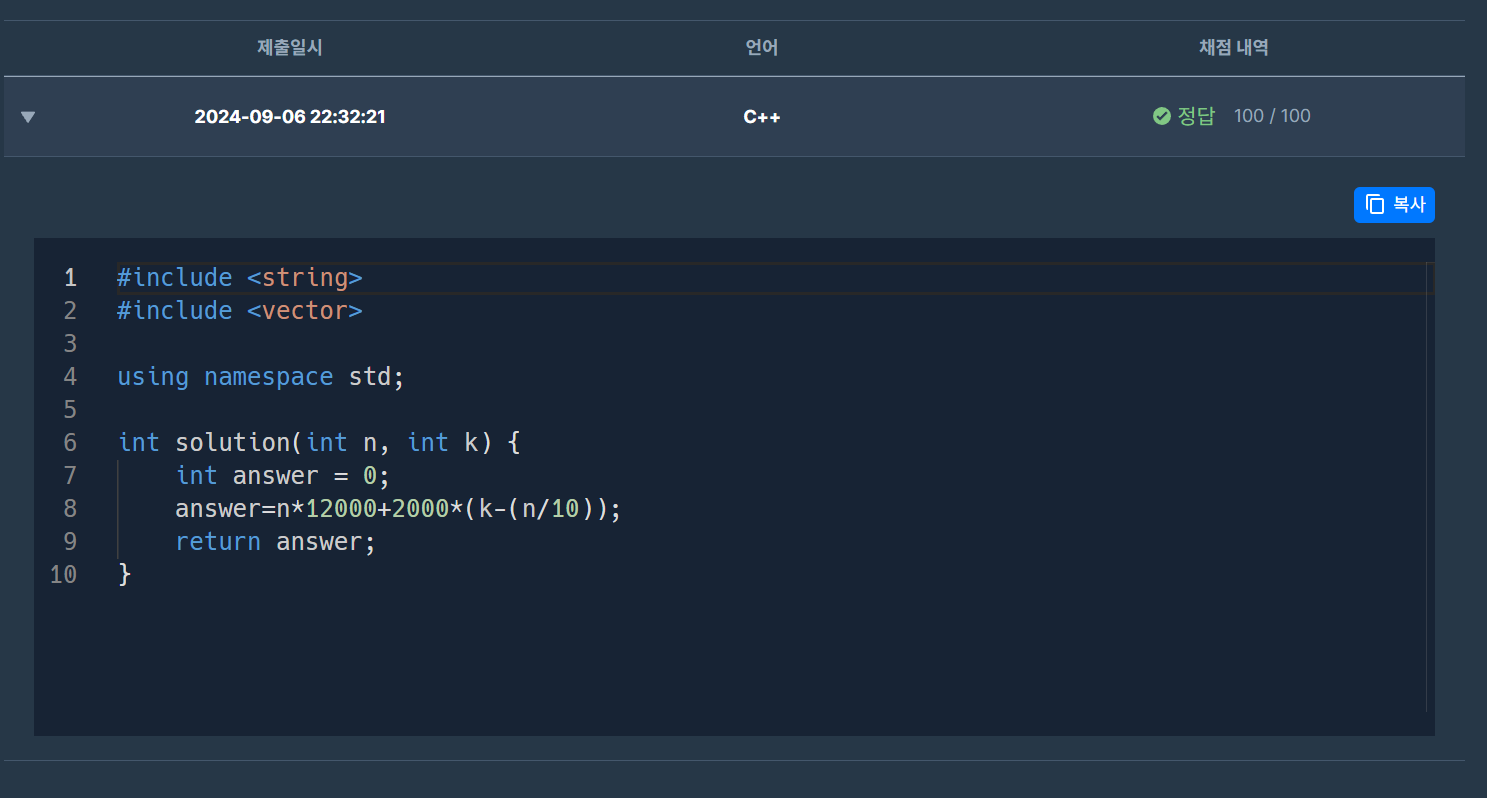 제출일시 언어 채점 내역
2024-09-06 22:32:21 C++ 정답 100 / 100
복사
1 #include <string>
2 #include <vector>
3
4 using namespace std;
5
6 int solution(int n, int k) {
7     int answer = 0;
8     answer=n*12000+2000*(k-(n/10));
9     return answer;
10 }